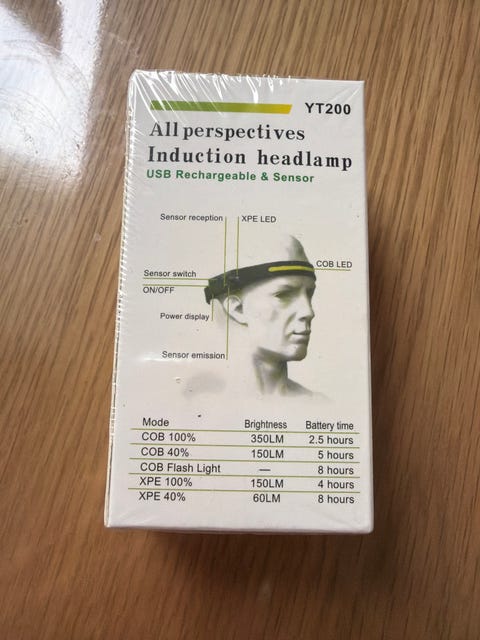 YT200
All perspectives
Induction headlamp
USB Rechargeable & Sensor
Sensor reception XPE LED
COB LED
Sensor switch
ON/OFF
Power display
Sensor emission
Mode Brightness Battery time
COB 100% 350LM 2.5 hours
COB 40% 150LM 5 hours
COB Flash Light — 8 hours
XPE 100% 150LM 4 hours
XPE 40% 60LM 8 hours